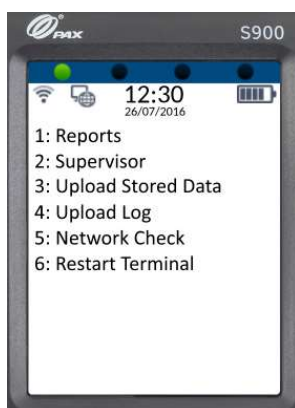 PAX S900
12:30
26/07/2016
1: Reports
2: Supervisor
3: Upload Stored Data
4: Upload Log
5: Network Check
6: Restart Terminal